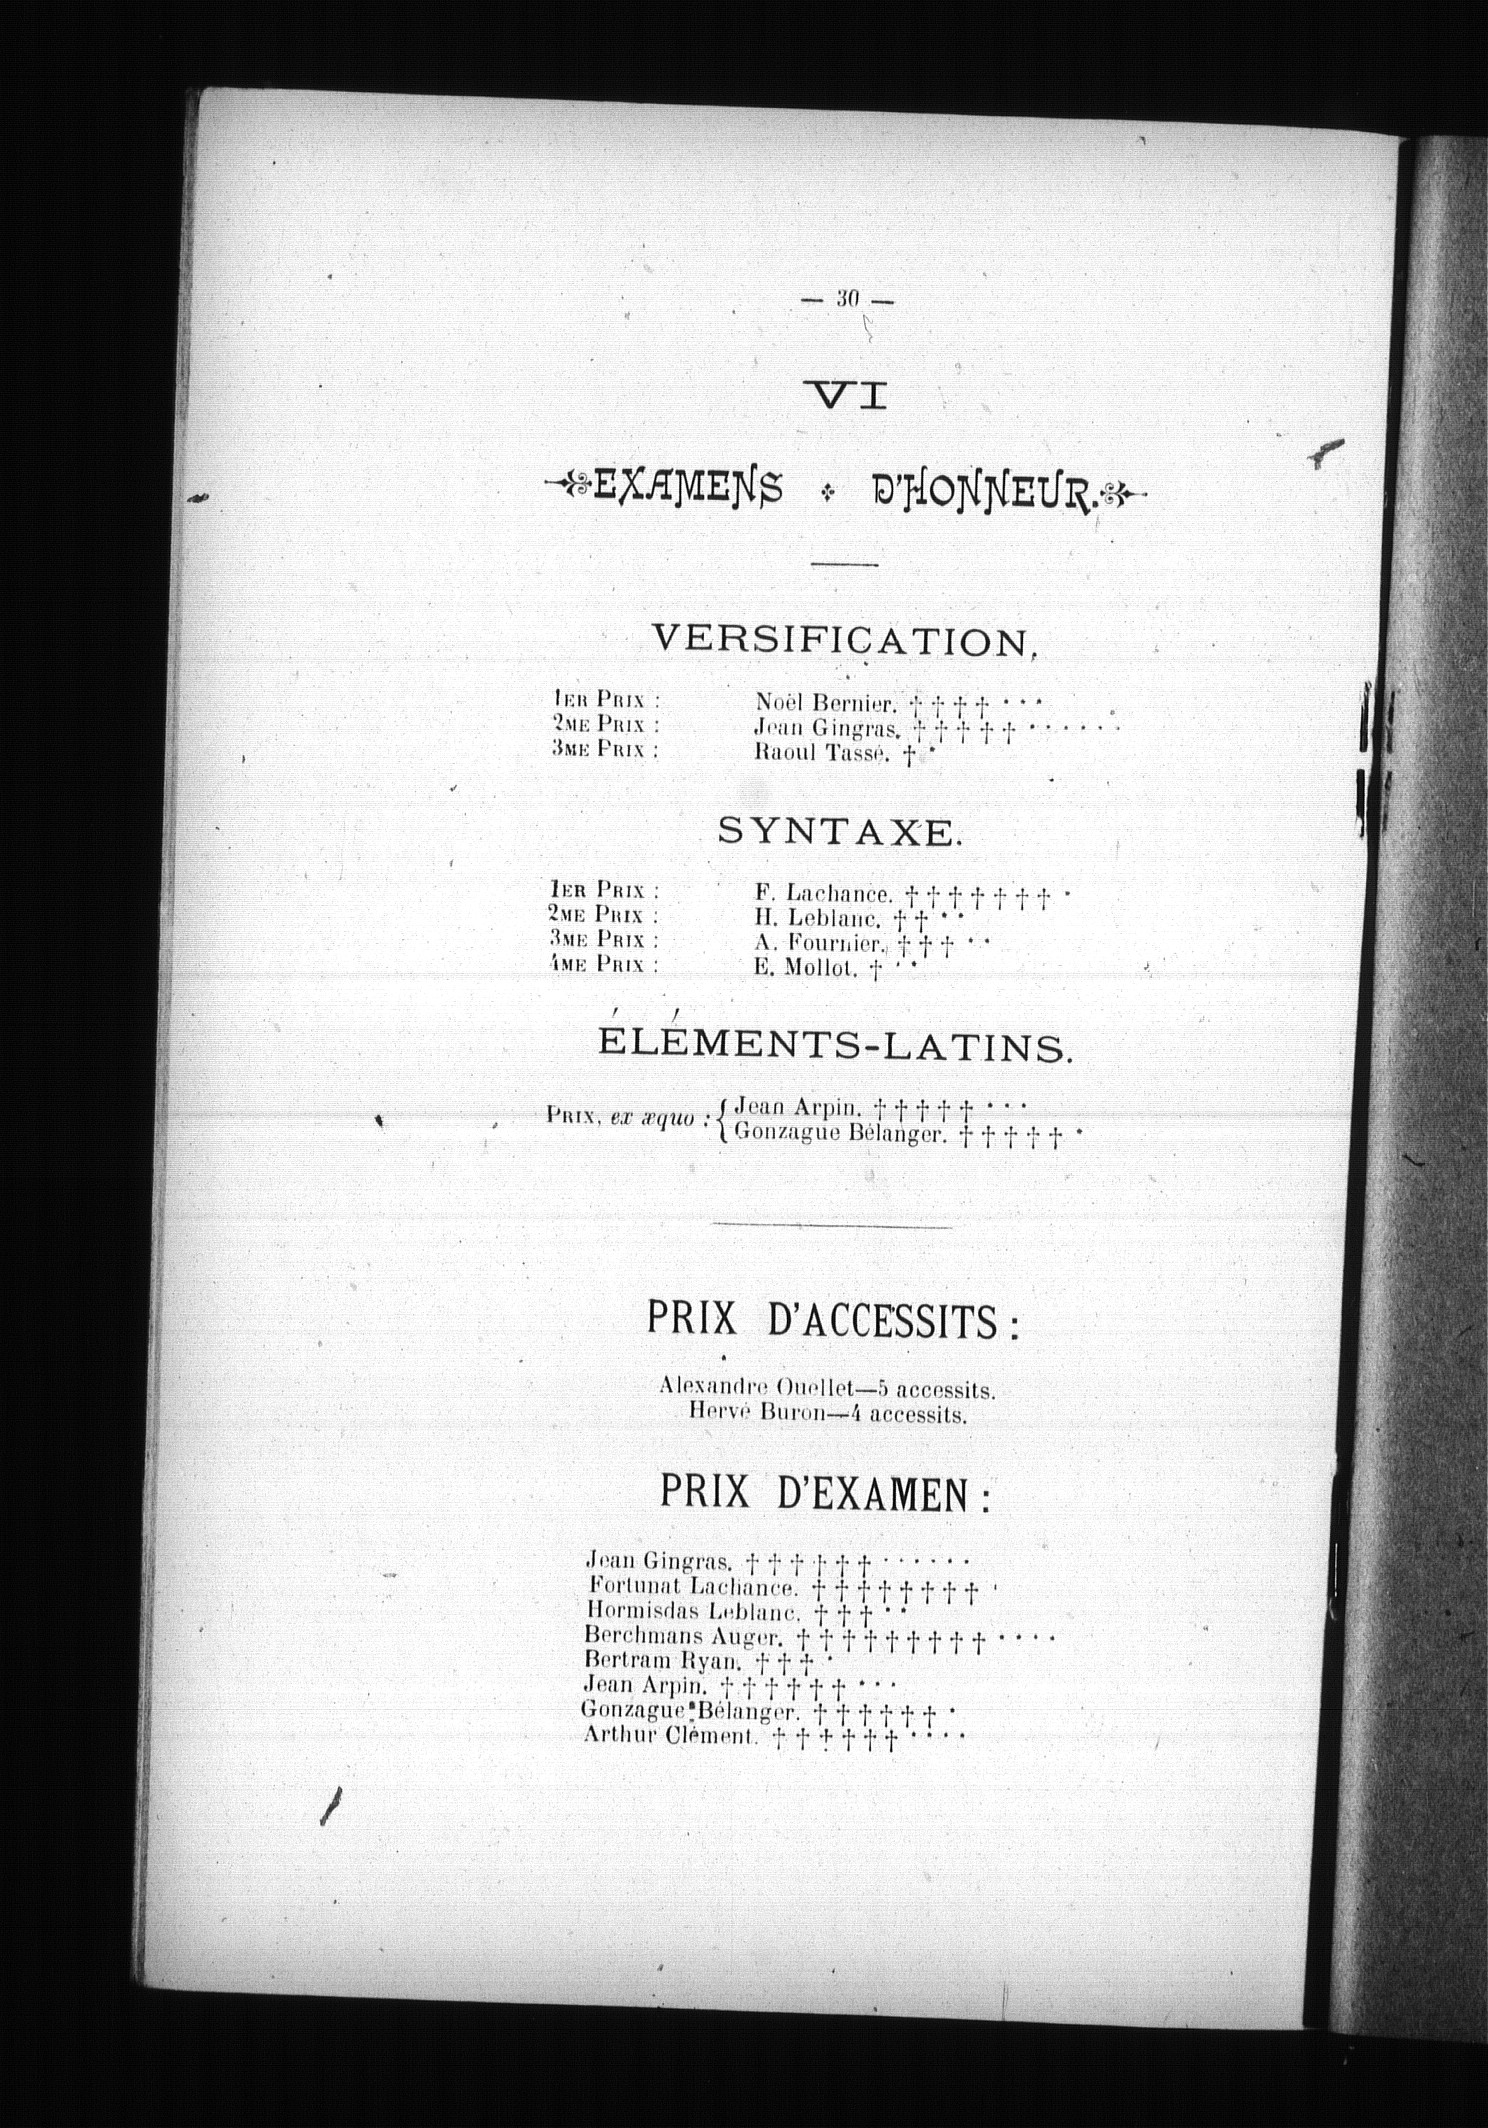 — 30 —
VI
EXAMENS D'HONNEUR.
VERSIFICATION.
1ER PRIX : Noël Bernier. † † † † * * *
2ME PRIX : Jean Gingras. † † † † † * * * * * *
3ME PRIX : Raoul Tassé. † *
SYNTAXE.
1ER PRIX : F. Lachance. † † † † † † † *
2ME PRIX : H. Leblanc. † † * *
3ME PRIX : A. Fournier. † † † * *
4ME PRIX : E. Mollot. † * *
ÉLÉMENTS-LATINS.
PRIX, ex æquo : { Jean Arpin. † † † † † * * *
Gonzague Bélanger. † † † † † *
PRIX D'ACCESSITS :
Alexandre Ouellet—5 accessits.
Hervé Buron—4 accessits.
PRIX D'EXAMEN :
Jean Gingras. † † † † † † * * * * * *
Fortunat Lachance. † † † † † † † † *
Hormisdas Leblanc. † † † * *
Berchmans Auger. † † † † † † † † † * * * *
Bertram Ryan. † † † *
Jean Arpin. † † † † † † * * *
Gonzague Bélanger. † † † † † † *
Arthur Clément. † † † † † † * * * *